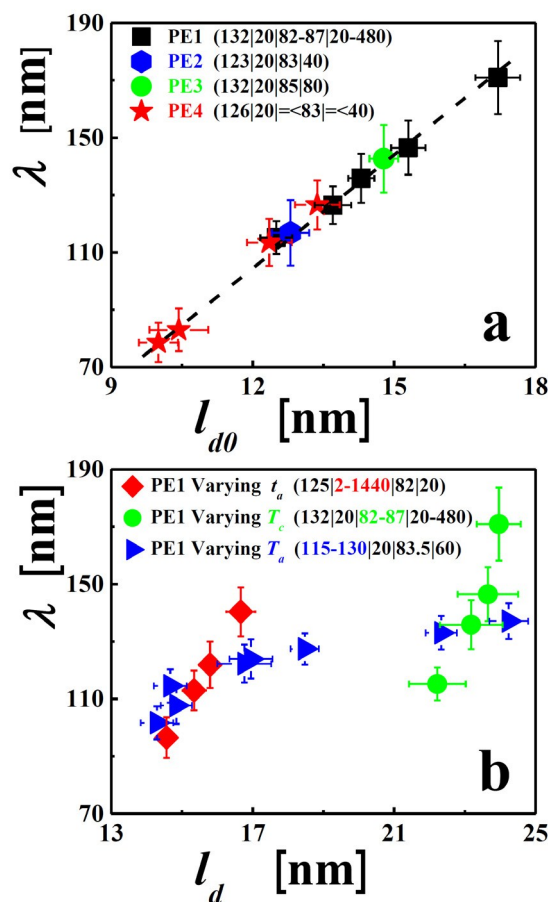 190
150
110
70
λ [nm]
PE1 (132|20|82-87|20-480)
PE2 (123|20|83|40)
PE3 (132|20|85|80)
PE4 (126|20|=<83|=<40)
a
9 12 15 18
l_d0 [nm]
190
150
110
70
λ [nm]
PE1 Varying t_a (125|2-1440|82|20)
PE1 Varying T_c (132|20|82-87|20-480)
PE1 Varying T_a (115-130|20|83.5|60)
b
13 17 21 25
l_d [nm]